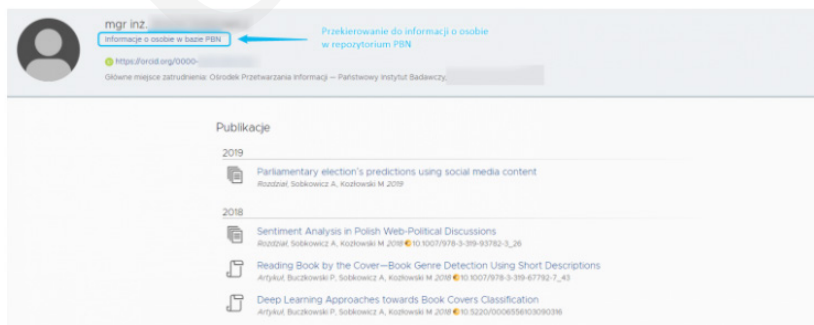 mgr inż.
Informacje o osobie w bazie PBN
Przekierowanie do informacji o osobie
w repozytorium PBN
https://orcid.org/0000-
Główne miejsce zatrudnienia: Ośrodek Przetwarzania Informacji — Państwowy Instytut Badawczy,
Publikacje
2019
Parliamentary election's predictions using social media content
Rozdział, Sobkowicz A, Kozłowski M 2019
2018
Sentiment Analysis in Polish Web-Political Discussions
Rozdział, Sobkowicz A, Kozłowski M 2018 10.1007/978-3-319-93782-3_26
Reading Book by the Cover—Book Genre Detection Using Short Descriptions
Artykuł, Buczkowski P, Sobkowicz A, Kozłowski M 2018 10.1007/978-3-319-67792-7_43
Deep Learning Approaches towards Book Covers Classification
Artykuł, Buczkowski P, Sobkowicz A, Kozłowski M 2018 10.5220/0006556103090316